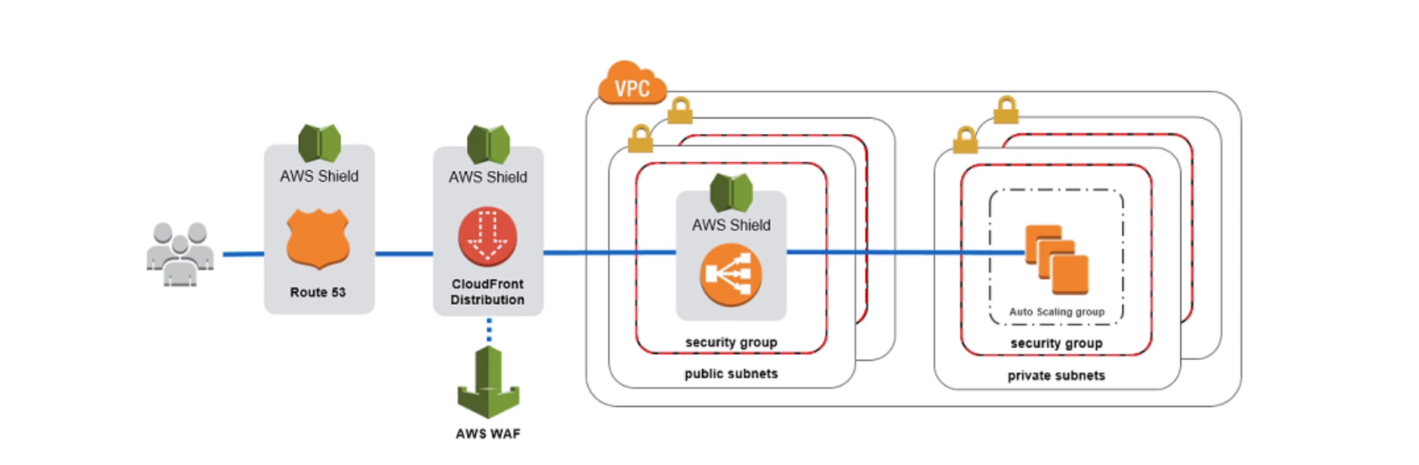 VPC
AWS Shield
Route 53
AWS Shield
CloudFront
Distribution
AWS WAF
AWS Shield
security group
public subnets
Auto Scaling group
security group
private subnets